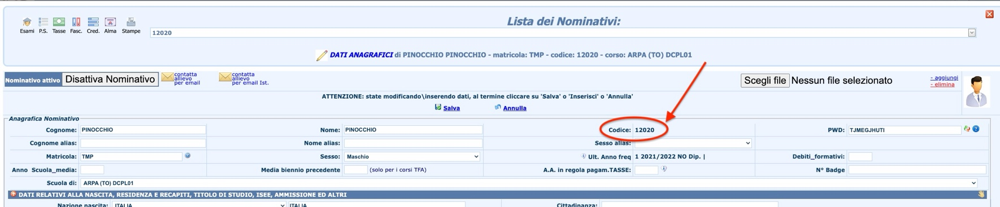 Lista dei Nominativi:
Esami P.S. Tasse Fasc. Cred. Alma Stampe
12020
DATI ANAGRAFICI di PINOCCHIO PINOCCHIO - matricola: TMP - codice: 12020 - corso: ARPA (TO) DCPL01
Nominativo attivo Disattiva Nominativo contatta allievo per email contatta allievo per email Ist. Scegli file Nessun file selezionato - aggiungi - elimina
ATTENZIONE: state modificando\inserendo dati, al termine cliccare su 'Salva' o 'Inserisci' o 'Annulla'
Salva Annulla
Anagrafica Nominativo
Cognome: PINOCCHIO Nome: PINOCCHIO Codice: 12020 PWD: TJMEGJHUTI
Cognome alias: Nome alias: Sesso alias:
Matricola: TMP Sesso: Maschio Ult. Anno freq 1 2021/2022 NO Dip. | Debiti_formativi:
Anno Scuola_media: Media biennio precedente (solo per i corsi TFA) A.A. in regola pagam.TASSE: N° Badge
Scuola di: ARPA (TO) DCPL01
DATI RELATIVI ALLA NASCITA, RESIDENZA E RECAPITI, TITOLO DI STUDIO, ISEE, AMMISSIONE ED ALTRI
Nazione nascita: ITALIA ITALIA Cittadinanza: